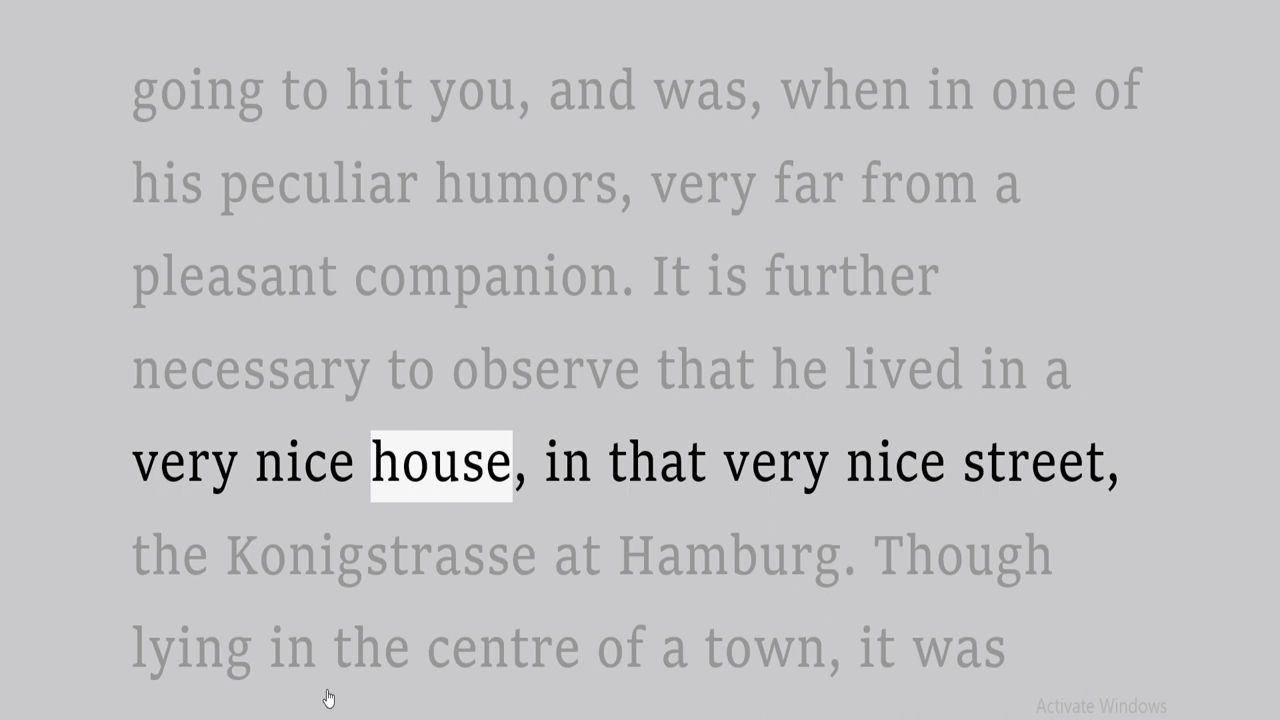 going to hit you, and was, when in one of
his peculiar humors, very far from a
pleasant companion. It is further
necessary to observe that he lived in a
very nice house, in that very nice street,
the Konigstrasse at Hamburg. Though
lying in the centre of a town, it was
Activate Windows